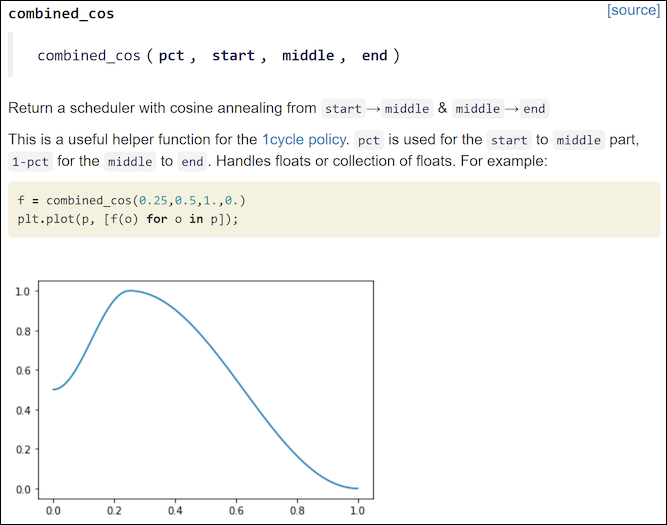 combined_cos [source]
combined_cos ( pct , start , middle , end )
Return a scheduler with cosine annealing from start → middle & middle → end
This is a useful helper function for the 1cycle policy. pct is used for the start to middle part,
1-pct for the middle to end . Handles floats or collection of floats. For example:
f = combined_cos(0.25,0.5,1.,0.)
plt.plot(p, [f(o) for o in p]);
1.0
0.8
0.6
0.4
0.2
0.0
0.0 0.2 0.4 0.6 0.8 1.0